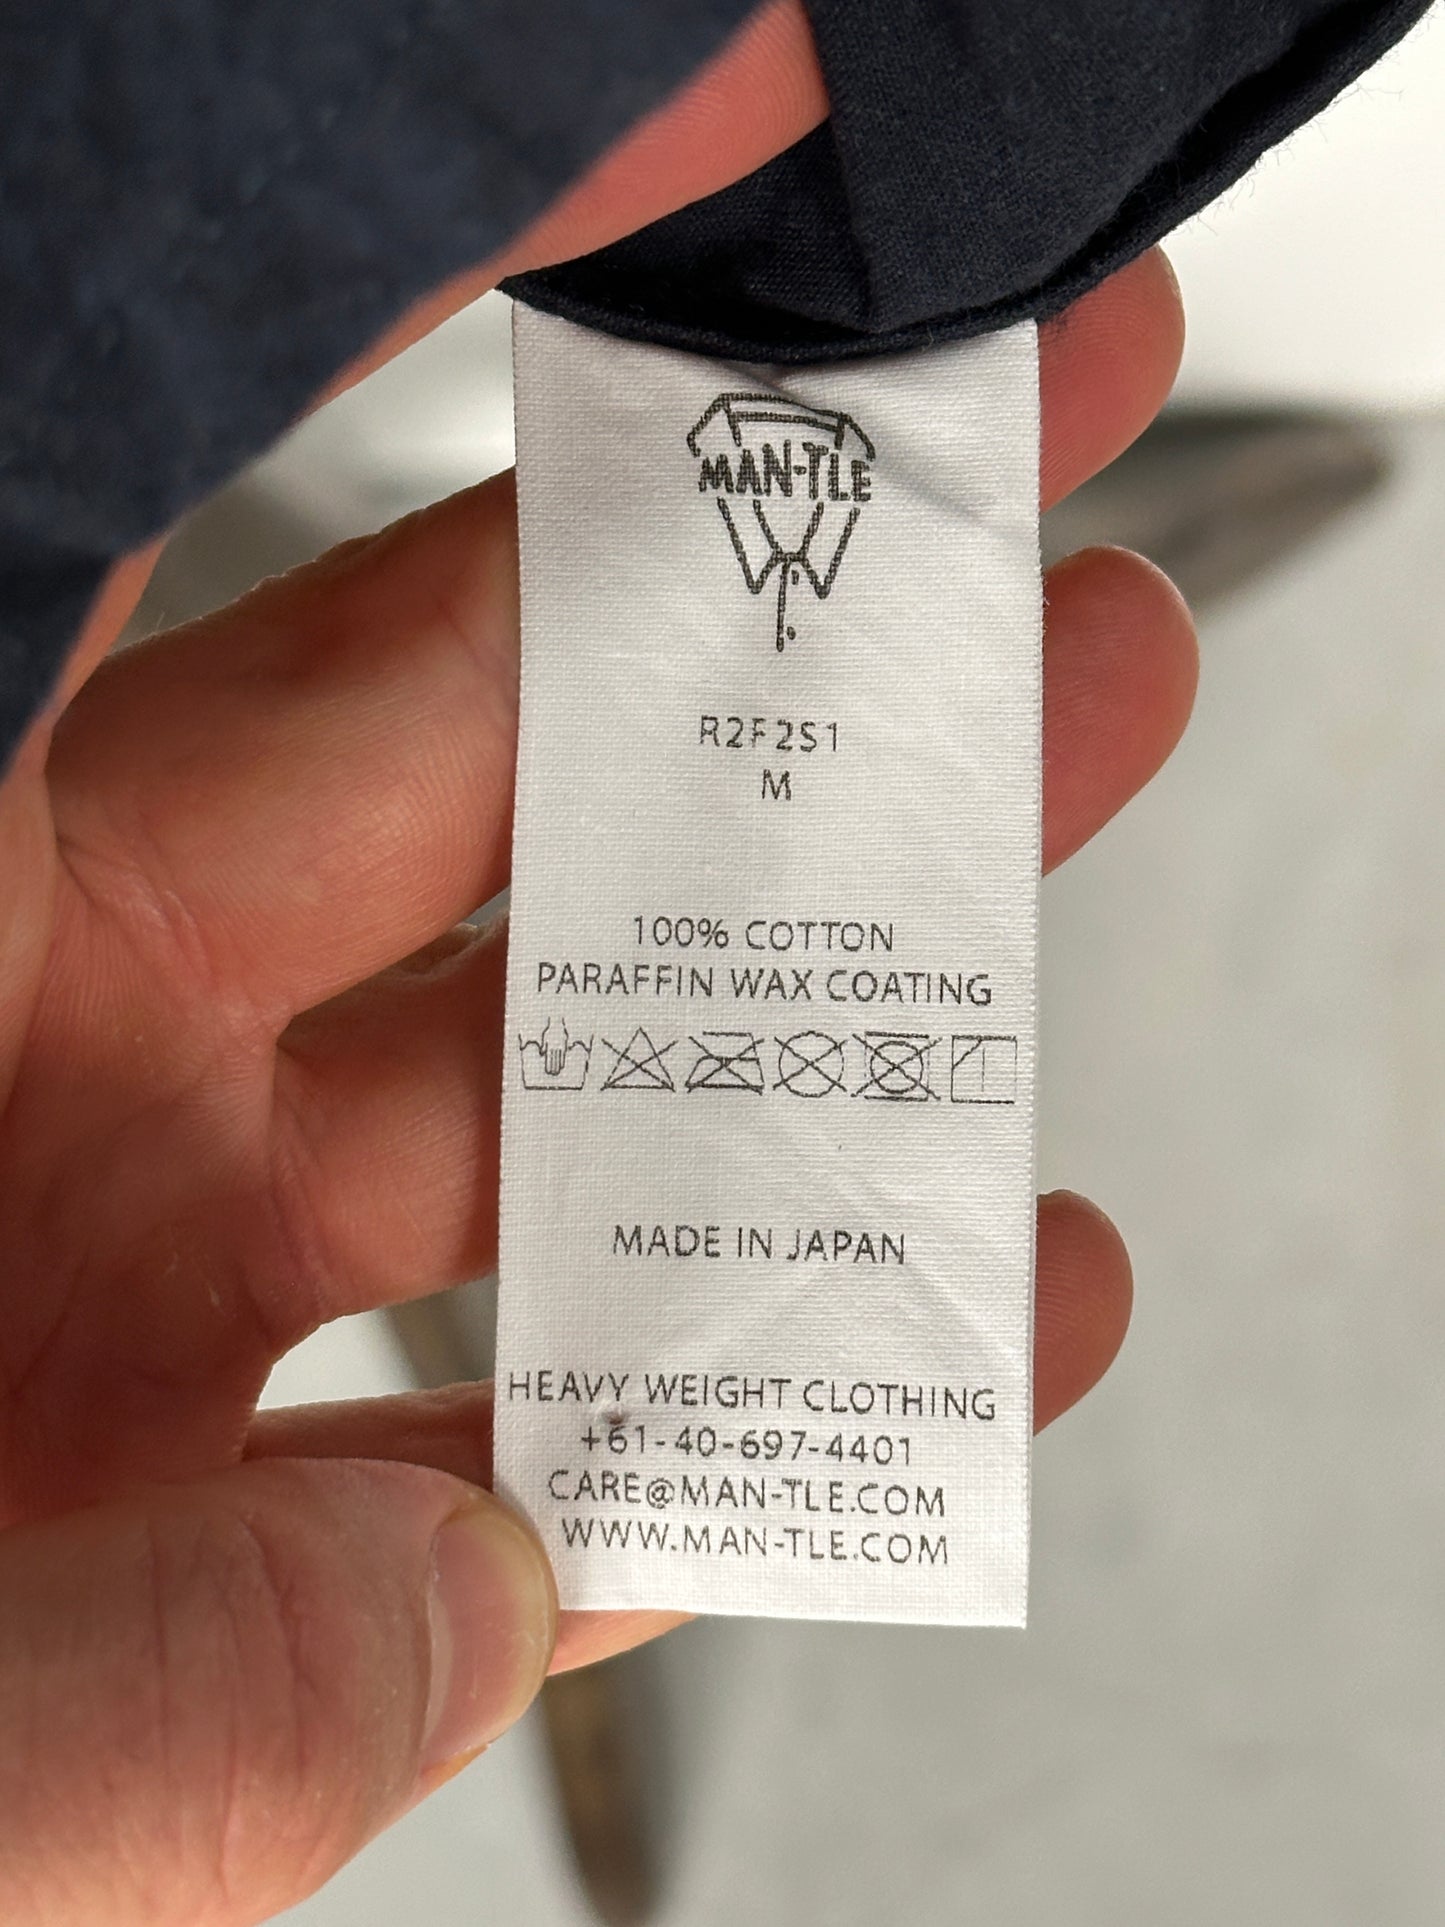 MAN-TLE
R2F2S1
M
100% COTTON
PARAFFIN WAX COATING
MADE IN JAPAN
HEAVY WEIGHT CLOTHING
+61-40-697-4401
CARE@MAN-TLE.COM
WWW.MAN-TLE.COM